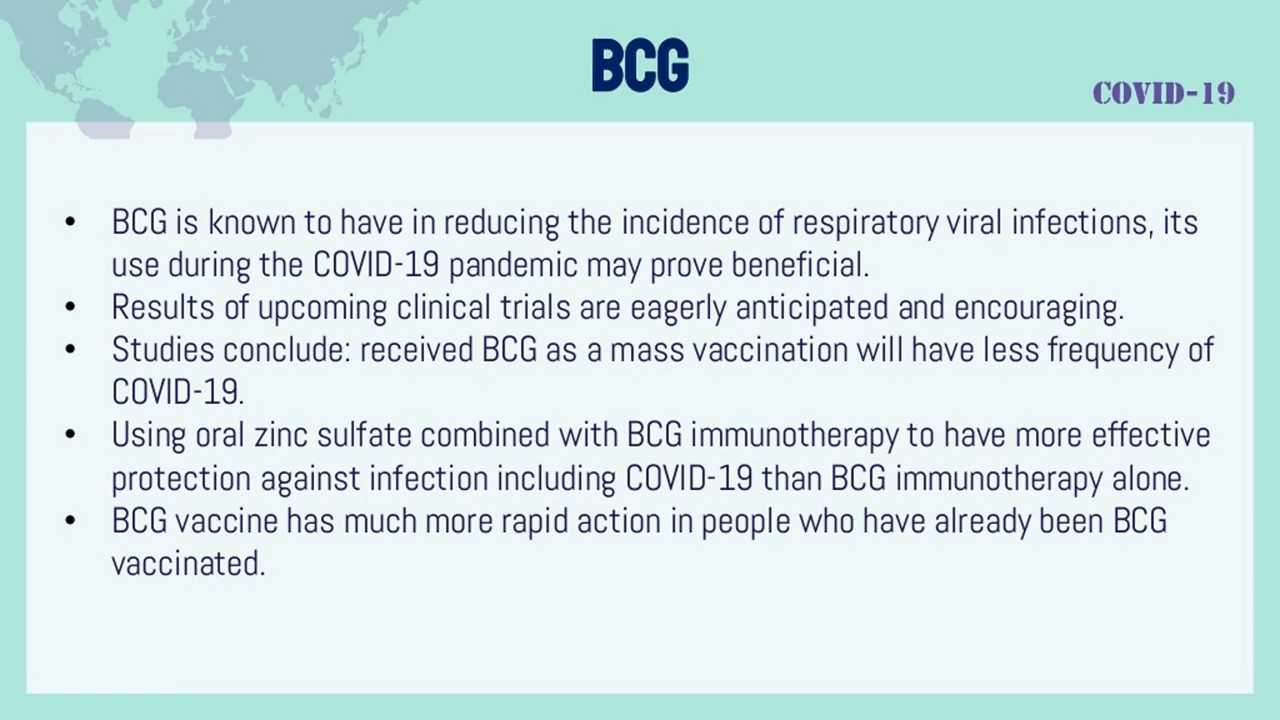 BCG
COVID-19
• BCG is known to have in reducing the incidence of respiratory viral infections, its
use during the COVID-19 pandemic may prove beneficial.
• Results of upcoming clinical trials are eagerly anticipated and encouraging.
• Studies conclude: received BCG as a mass vaccination will have less frequency of
COVID-19.
• Using oral zinc sulfate combined with BCG immunotherapy to have more effective
protection against infection including COVID-19 than BCG immunotherapy alone.
• BCG vaccine has much more rapid action in people who have already been BCG
vaccinated.